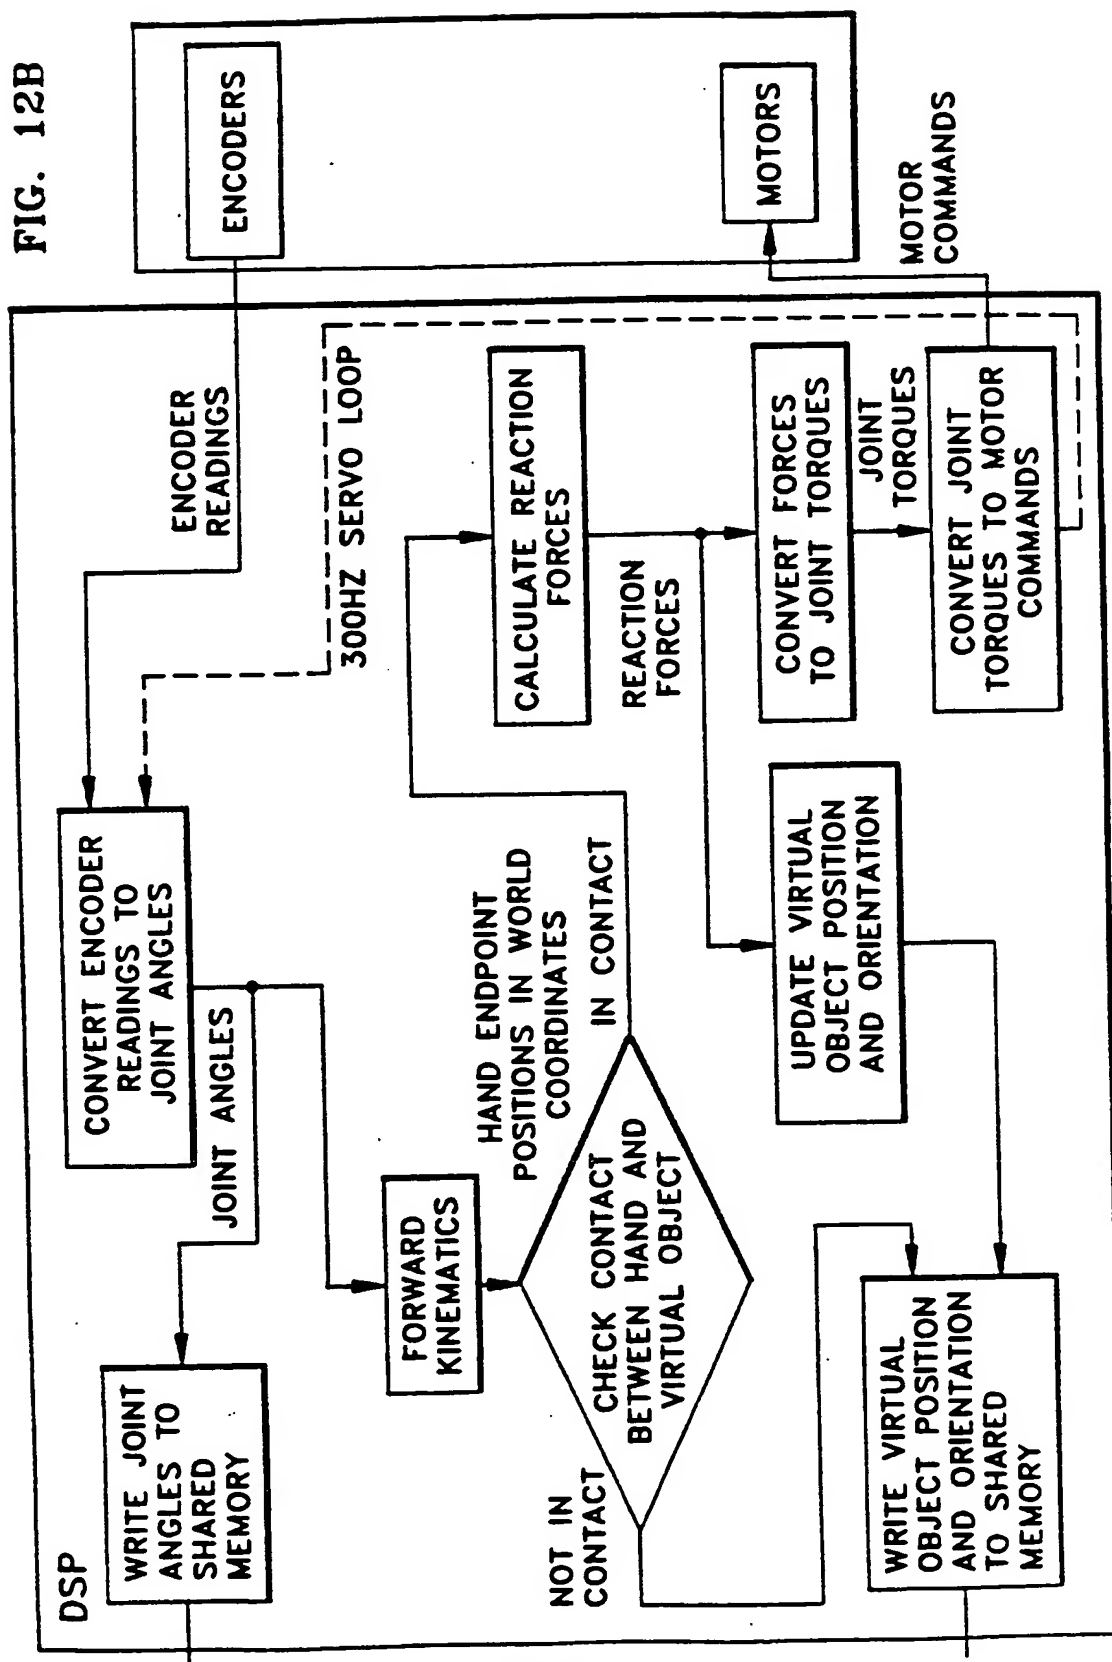 FIG. 12B
DSP
WRITE JOINT
ANGLES TO
SHARED
MEMORY
CONVERT ENCODER
READINGS TO
JOINT ANGLES
JOINT ANGLES
ENCODER
READINGS
ENCODERS
300HZ SERVO LOOP
FORWARD
KINEMATICS
HAND ENDPOINT
POSITIONS IN WORLD
COORDINATES
CHECK CONTACT
BETWEEN HAND AND
VIRTUAL OBJECT
IN CONTACT
NOT IN
CONTACT
CALCULATE REACTION
FORCES
REACTION
FORCES
CONVERT FORCES
TO JOINT TORQUES
JOINT
TORQUES
CONVERT JOINT
TORQUES TO MOTOR
COMMANDS
MOTORS
MOTOR
COMMANDS
UPDATE VIRTUAL
OBJECT POSITION
AND ORIENTATION
WRITE VIRTUAL
OBJECT POSITION
AND ORIENTATION
TO SHARED
MEMORY